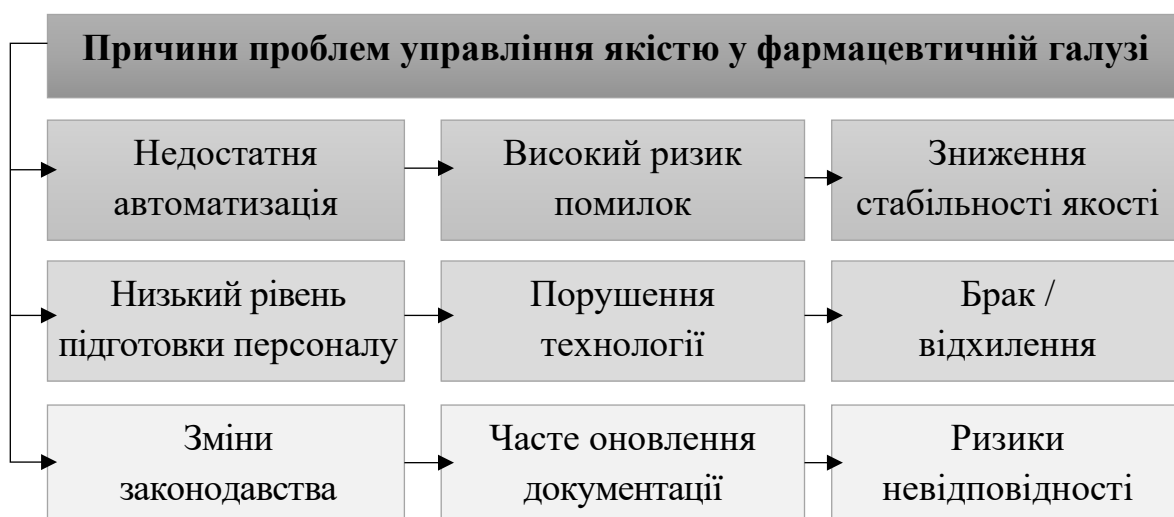 Причини проблем управління якістю у фармацевтичній галузі
Недостатня
автоматизація
Високий ризик
помилок
Зниження
стабільності якості
Низький рівень
підготовки персоналу
Порушення
технології
Брак /
відхилення
Зміни
законодавства
Часте оновлення
документації
Ризики
невідповідності